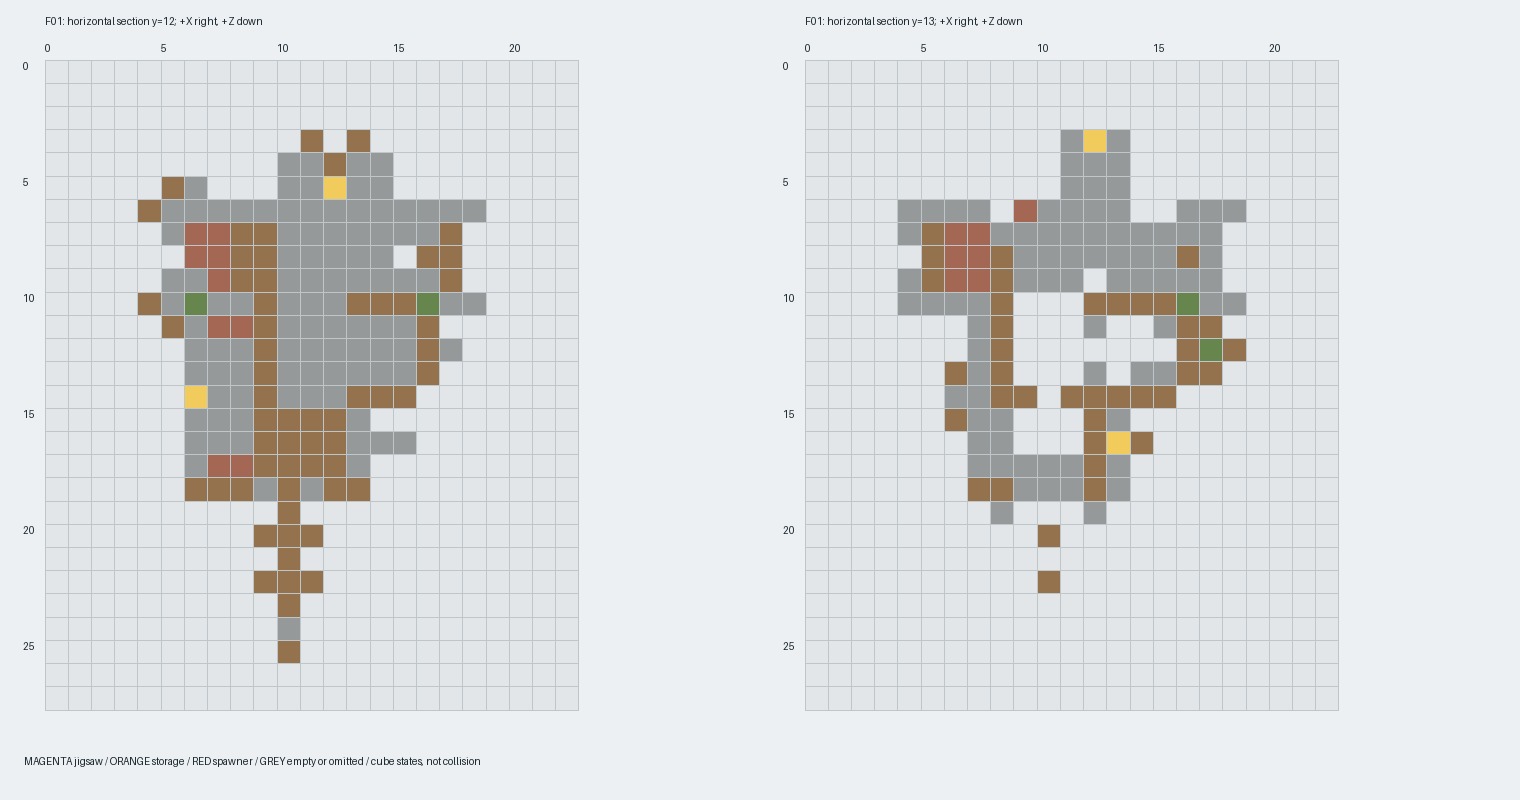 F01: horizontal section y=12; +X right, +Z down
F01: horizontal section y=13; +X right, +Z down
0 5 10 15 20
0 5 10 15 20
0
5
10
15
20
25
0
5
10
15
20
25
MAGENTA jigsaw / ORANGE storage / RED spawner / GREY empty or omitted / cube states, not collision